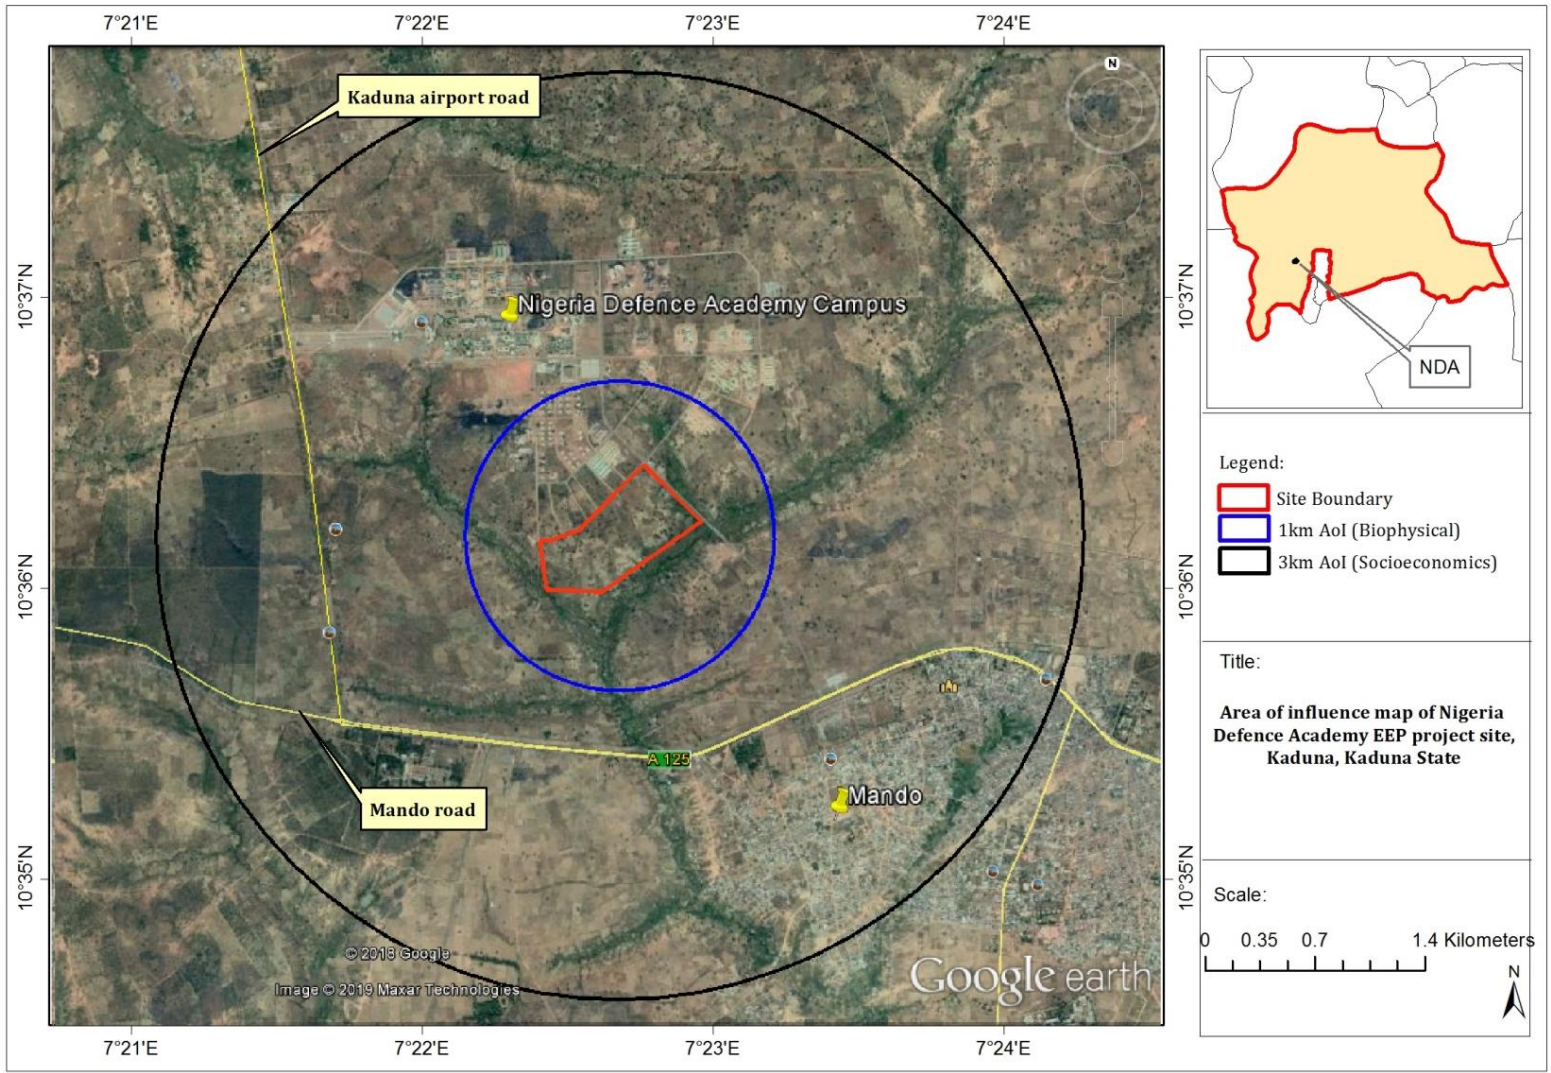 7°21'E
7°22'E
7°23'E
7°24'E
Kaduna airport road
N
10°37'N
10°37'N
Nigeria Defence Academy Campus
10°36'N
10°36'N
A 125
Mando
Mando road
10°35'N
10°35'N
© 2018 Google
Image © 2019 Maxar Technologies
Google earth
7°21'E
7°22'E
7°23'E
7°24'E
NDA
Legend:
Site Boundary
1km AoI (Biophysical)
3km AoI (Socioeconomics)
Title:
Area of influence map of Nigeria
Defence Academy EEP project site,
Kaduna, Kaduna State
Scale:
0 0.35 0.7 1.4 Kilometers
N